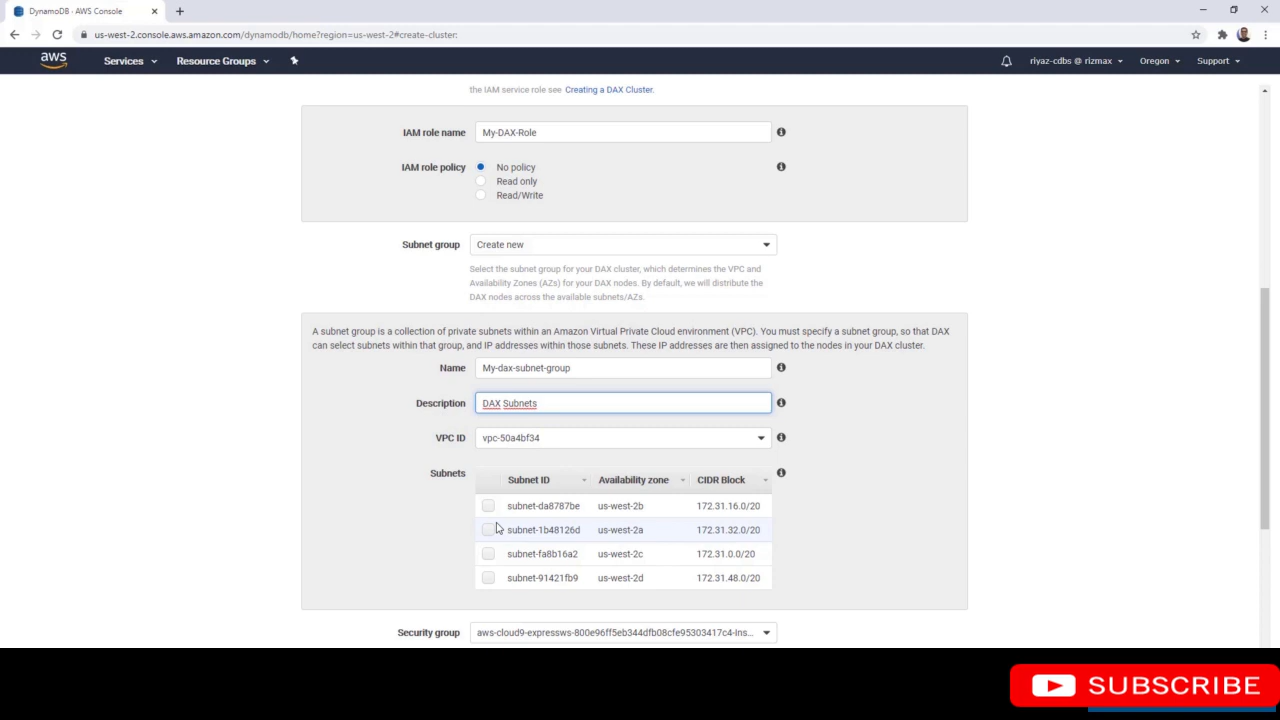 DynamoDB · AWS Console
us-west-2.console.aws.amazon.com/dynamodb/home?region=us-west-2#create-cluster:
aws Services Resource Groups riyaz-cdbs @ rizmax Oregon Support
the IAM service role see Creating a DAX Cluster.
IAM role name My-DAX-Role
IAM role policy No policy
Read only
Read/Write
Subnet group Create new
Select the subnet group for your DAX cluster, which determines the VPC and
Availability Zones (AZs) for your DAX nodes. By default, we will distribute the
DAX nodes across the available subnets/AZs.
A subnet group is a collection of private subnets within an Amazon Virtual Private Cloud environment (VPC). You must specify a subnet group, so that DAX
can select subnets within that group, and IP addresses within those subnets. These IP addresses are then assigned to the nodes in your DAX cluster.
Name My-dax-subnet-group
Description DAX Subnets
VPC ID vpc-50a4bf34
Subnets
Subnet ID Availability zone CIDR Block
subnet-da8787be us-west-2b 172.31.16.0/20
subnet-1b48126d us-west-2a 172.31.32.0/20
subnet-fa8b16a2 us-west-2c 172.31.0.0/20
subnet-91421fb9 us-west-2d 172.31.48.0/20
Security group aws-cloud9-expressws-800e96ff5eb344dfb08cfe95303417c4-Ins...
SUBSCRIBE